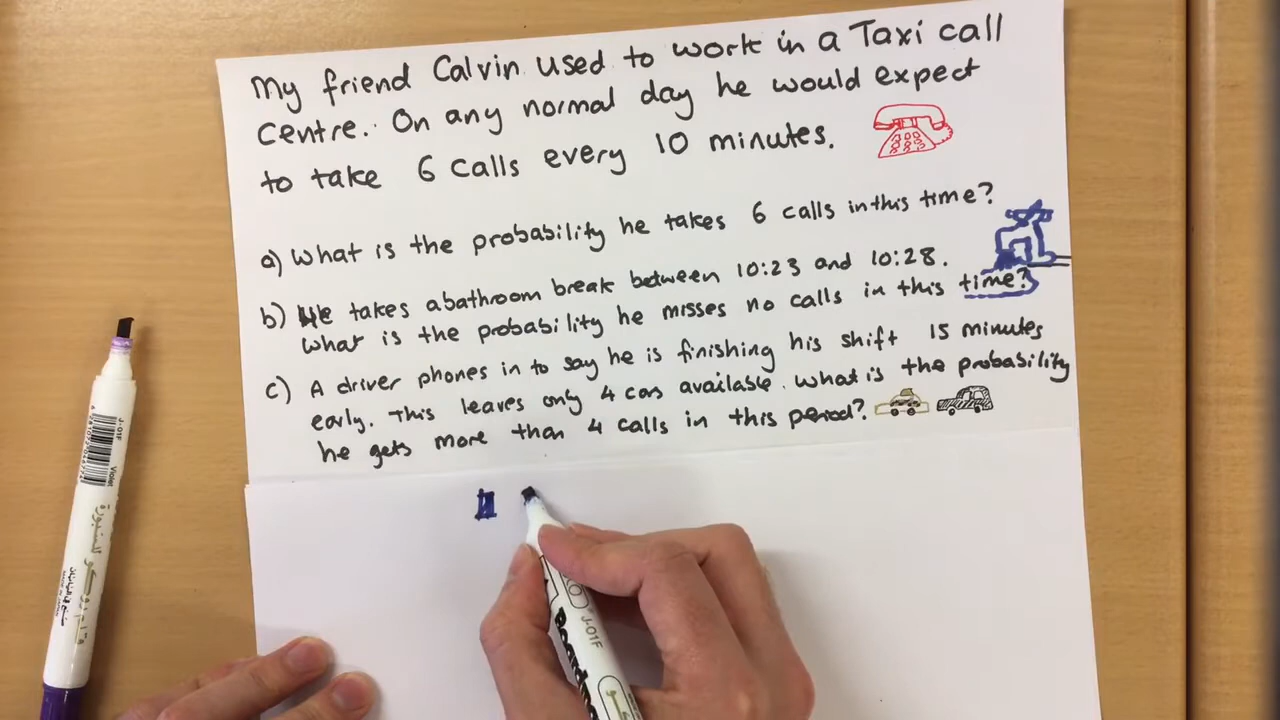 My friend Calvin used to work in a Taxi call
centre. On any normal day he would expect
to take 6 calls every 10 minutes.
a) What is the probability he takes 6 calls in this time?
b) He takes a bathroom break between 10:23 and 10:28.
What is the probability he misses no calls in this time?
c) A driver phones in to say he is finishing his shift 15 minutes
early. This leaves only 4 cars available. What is the probability
he gets more than 4 calls in this period?
J-01F
Violet
J-01F